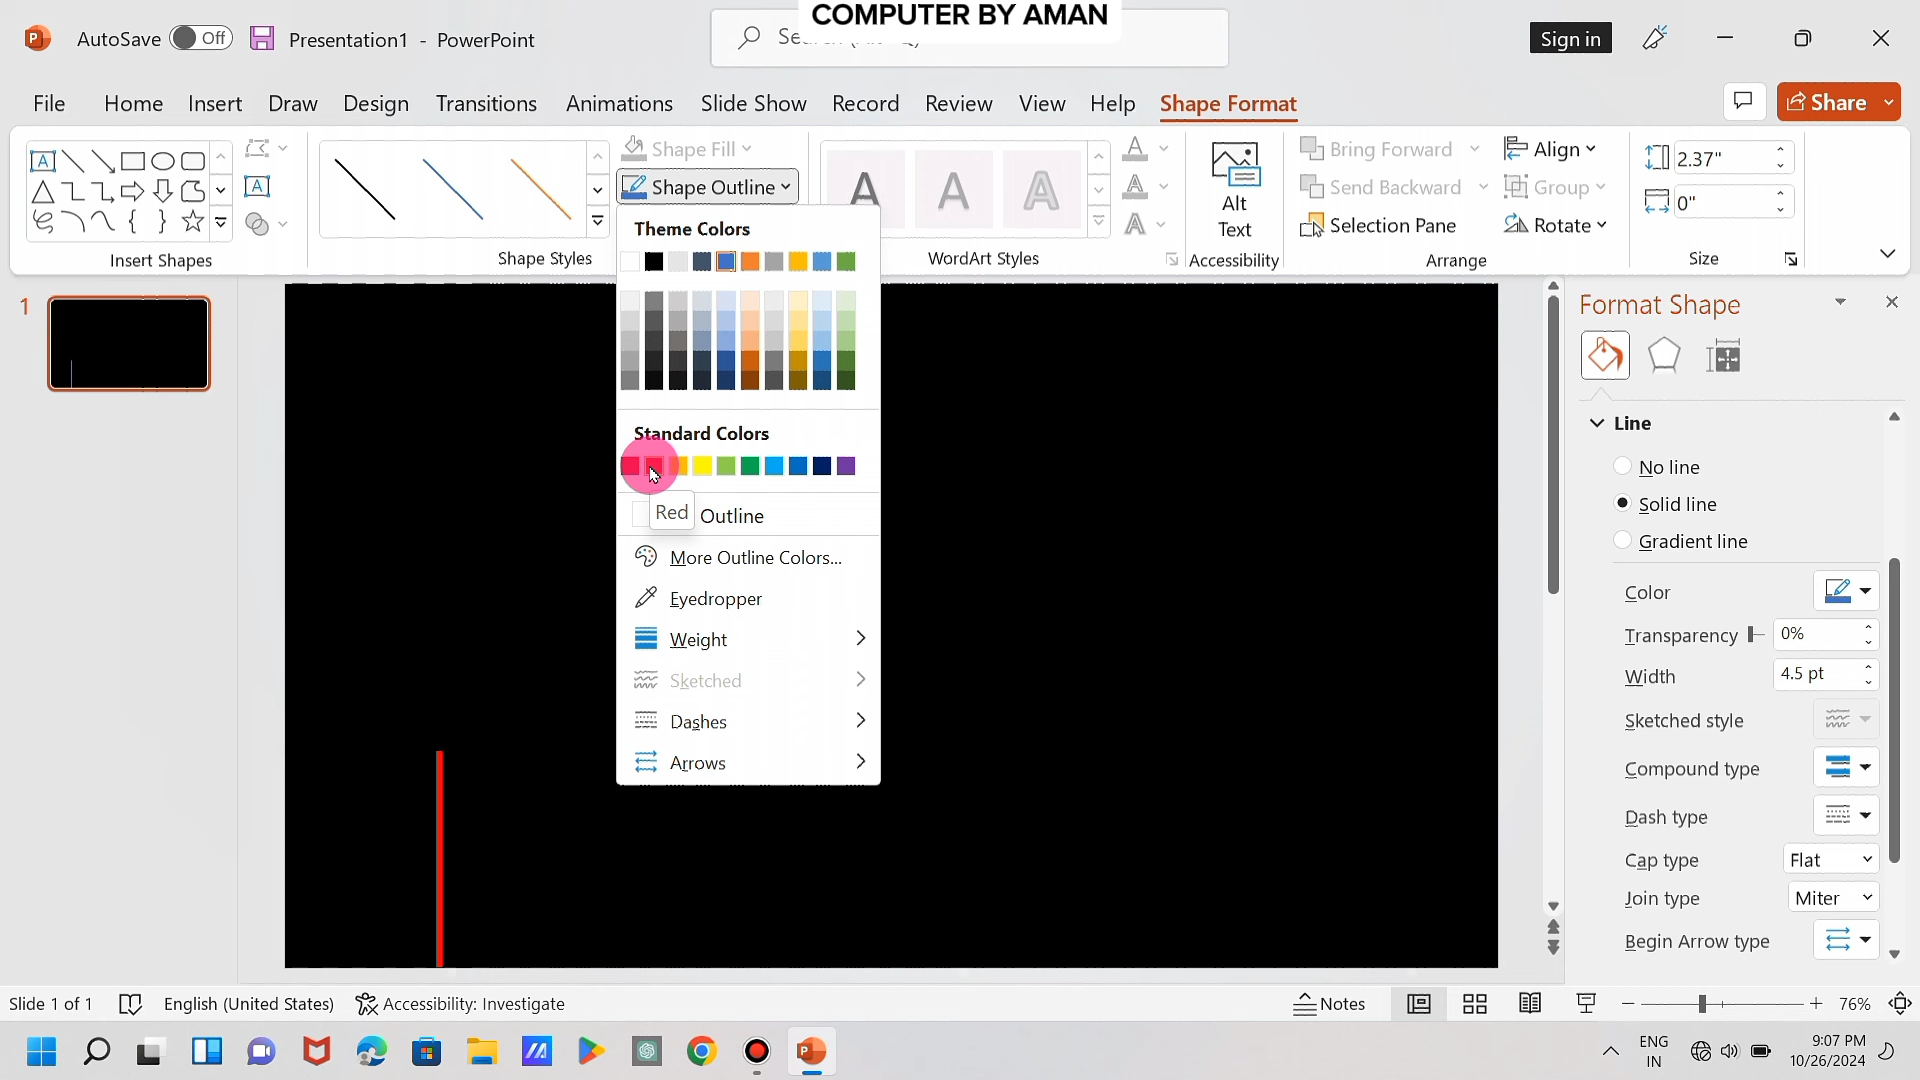 COMPUTER BY AMAN
AutoSave Off Presentation1 - PowerPoint
Sign in
File Home Insert Draw Design Transitions Animations Slide Show Record Review View Help Shape Format
Share
Shape Fill
Shape Outline
Insert Shapes
Shape Styles
WordArt Styles
Alt
Text
Accessibility
Bring Forward
Send Backward
Selection Pane
Align
Group
Rotate
Arrange
2.37"
0"
Size
Theme Colors
Standard Colors
Red
Outline
More Outline Colors...
Eyedropper
Weight
Sketched
Dashes
Arrows
1
Format Shape
Line
No line
Solid line
Gradient line
Color
Transparency 0%
Width 4.5 pt
Sketched style
Compound type
Dash type
Cap type Flat
Join type Miter
Begin Arrow type
Slide 1 of 1 English (United States) Accessibility: Investigate Notes 76%
ENG
IN
9:07 PM
10/26/2024